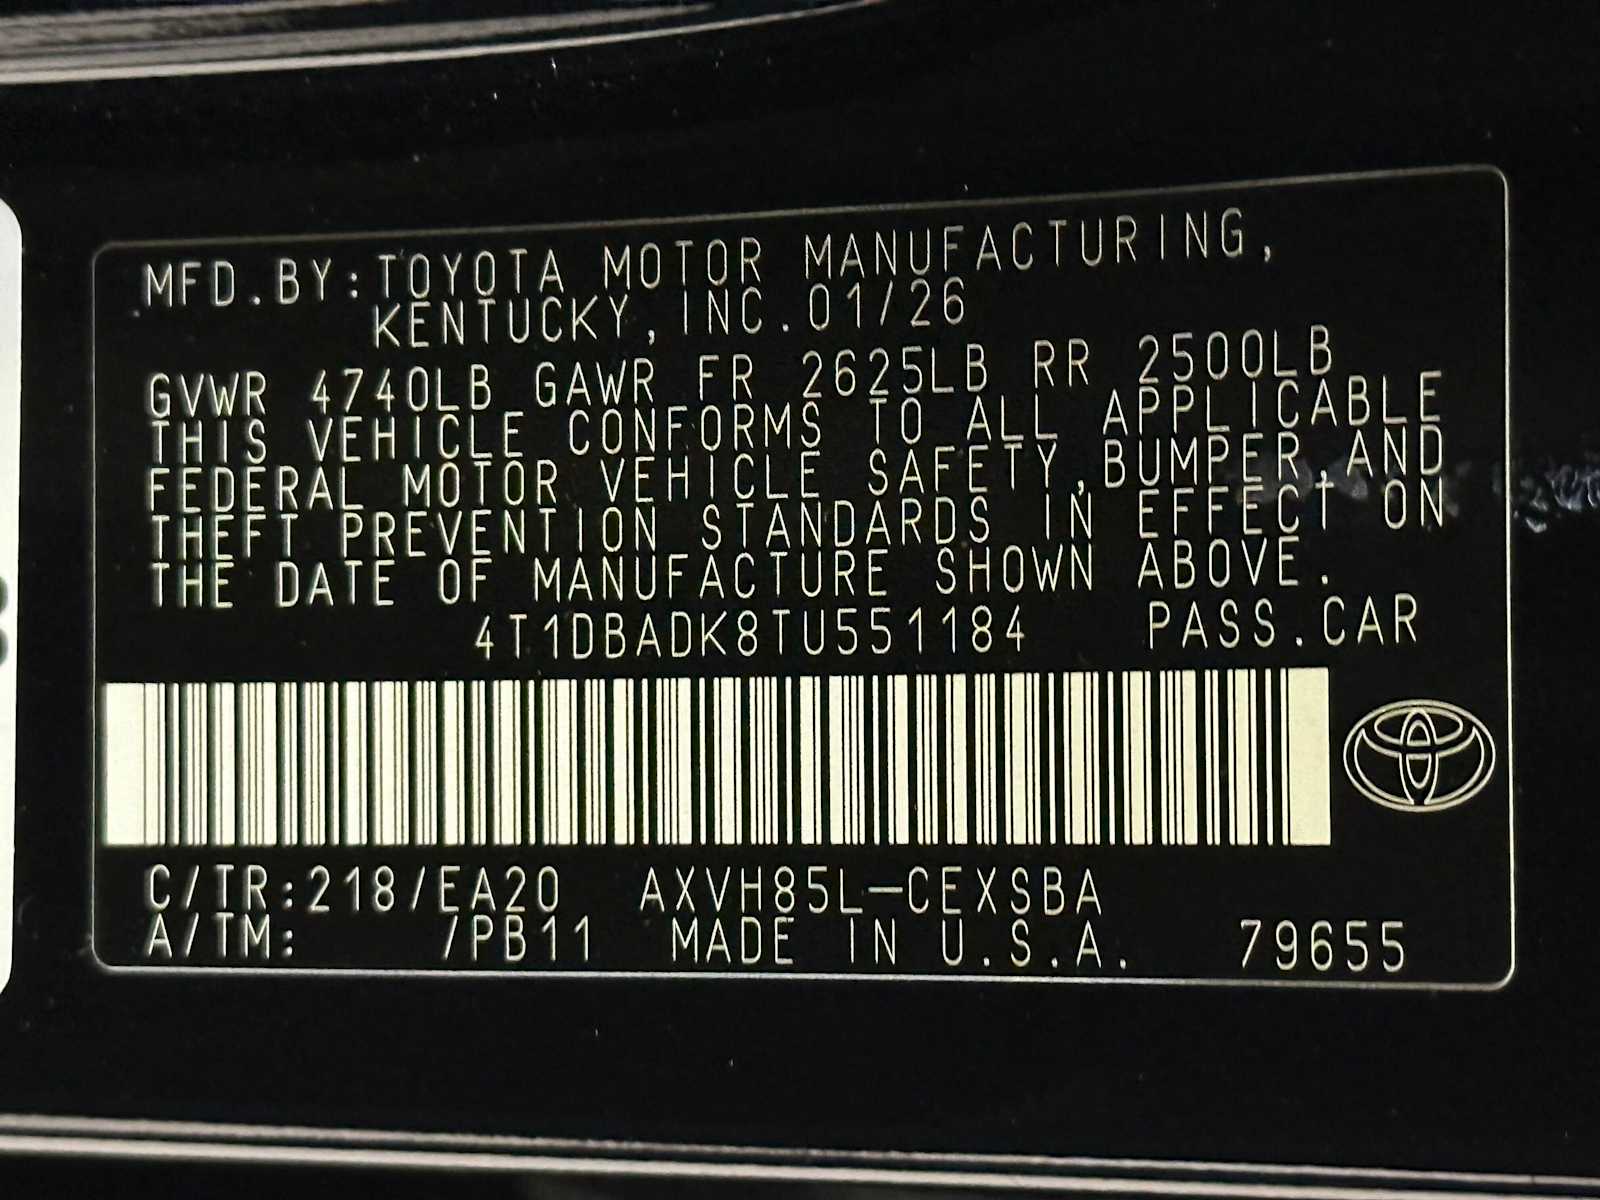 MFD.BY:TOYOTA MOTOR MANUFACTURING,
KENTUCKY,INC.01/26
GVWR 4740LB GAWR FR 2625LB RR 2500LB
THIS VEHICLE CONFORMS TO ALL APPLICABLE
FEDERAL MOTOR VEHICLE SAFETY,BUMPER,AND
THEFT PREVENTION STANDARDS IN EFFECT ON
THE DATE OF MANUFACTURE SHOWN ABOVE.
4T1DBADK8TU551184 PASS.CAR
C/TR:218/EA20 AXVH85L-CEXSBA
A/TM: /PB11 MADE IN U.S.A. 79655